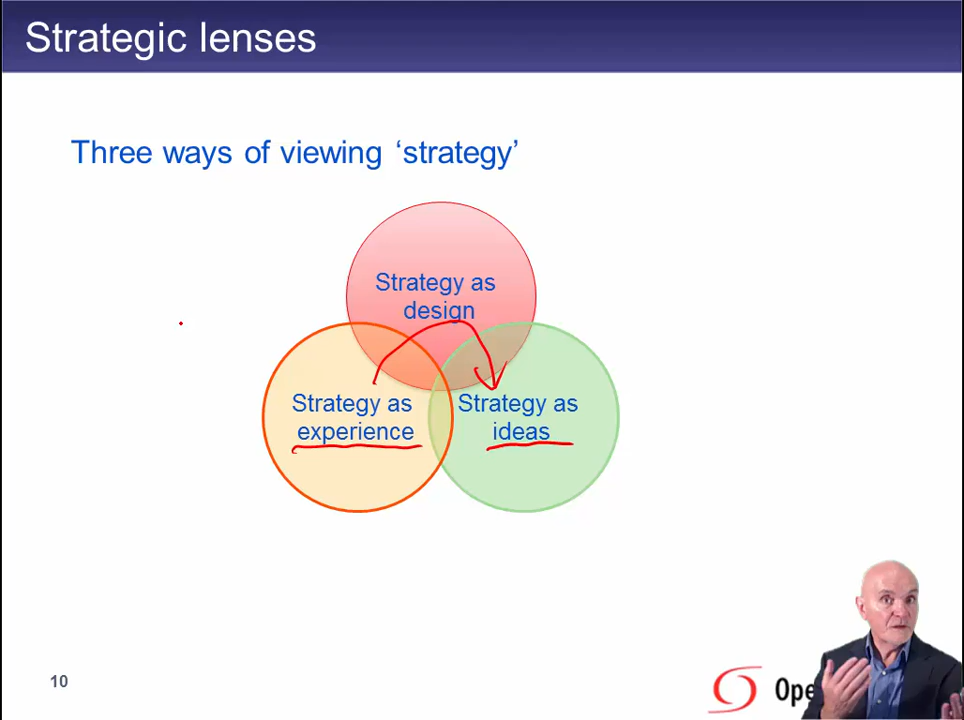 Strategic lenses
Three ways of viewing ‘strategy’
Strategy as
design
Strategy as
experience
Strategy as
ideas
10
Ope